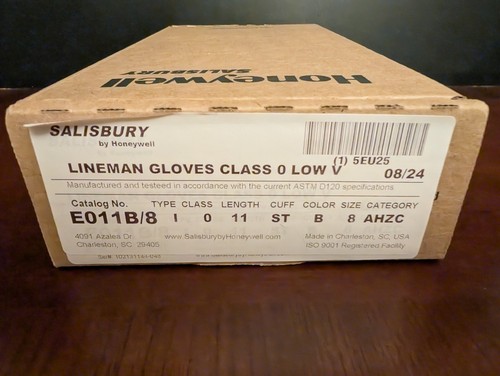 Honeywell
SALISBURY
SALISBURY
by Honeywell
(1) 5EU25
LINEMAN GLOVES CLASS 0 LOW V 08/24
Manufactured and testeed in accordance with the current ASTM D120 specifications
Catalog No. TYPE CLASS LENGTH CUFF COLOR SIZE CATEGORY
E011B/8 I 0 11 ST B 8 AHZC
4091 Azalea Dr. www.SalisburybyHoneywell.com Made in Charleston, SC, USA
Charleston, SC 29405 ISO 9001 Registered Facility